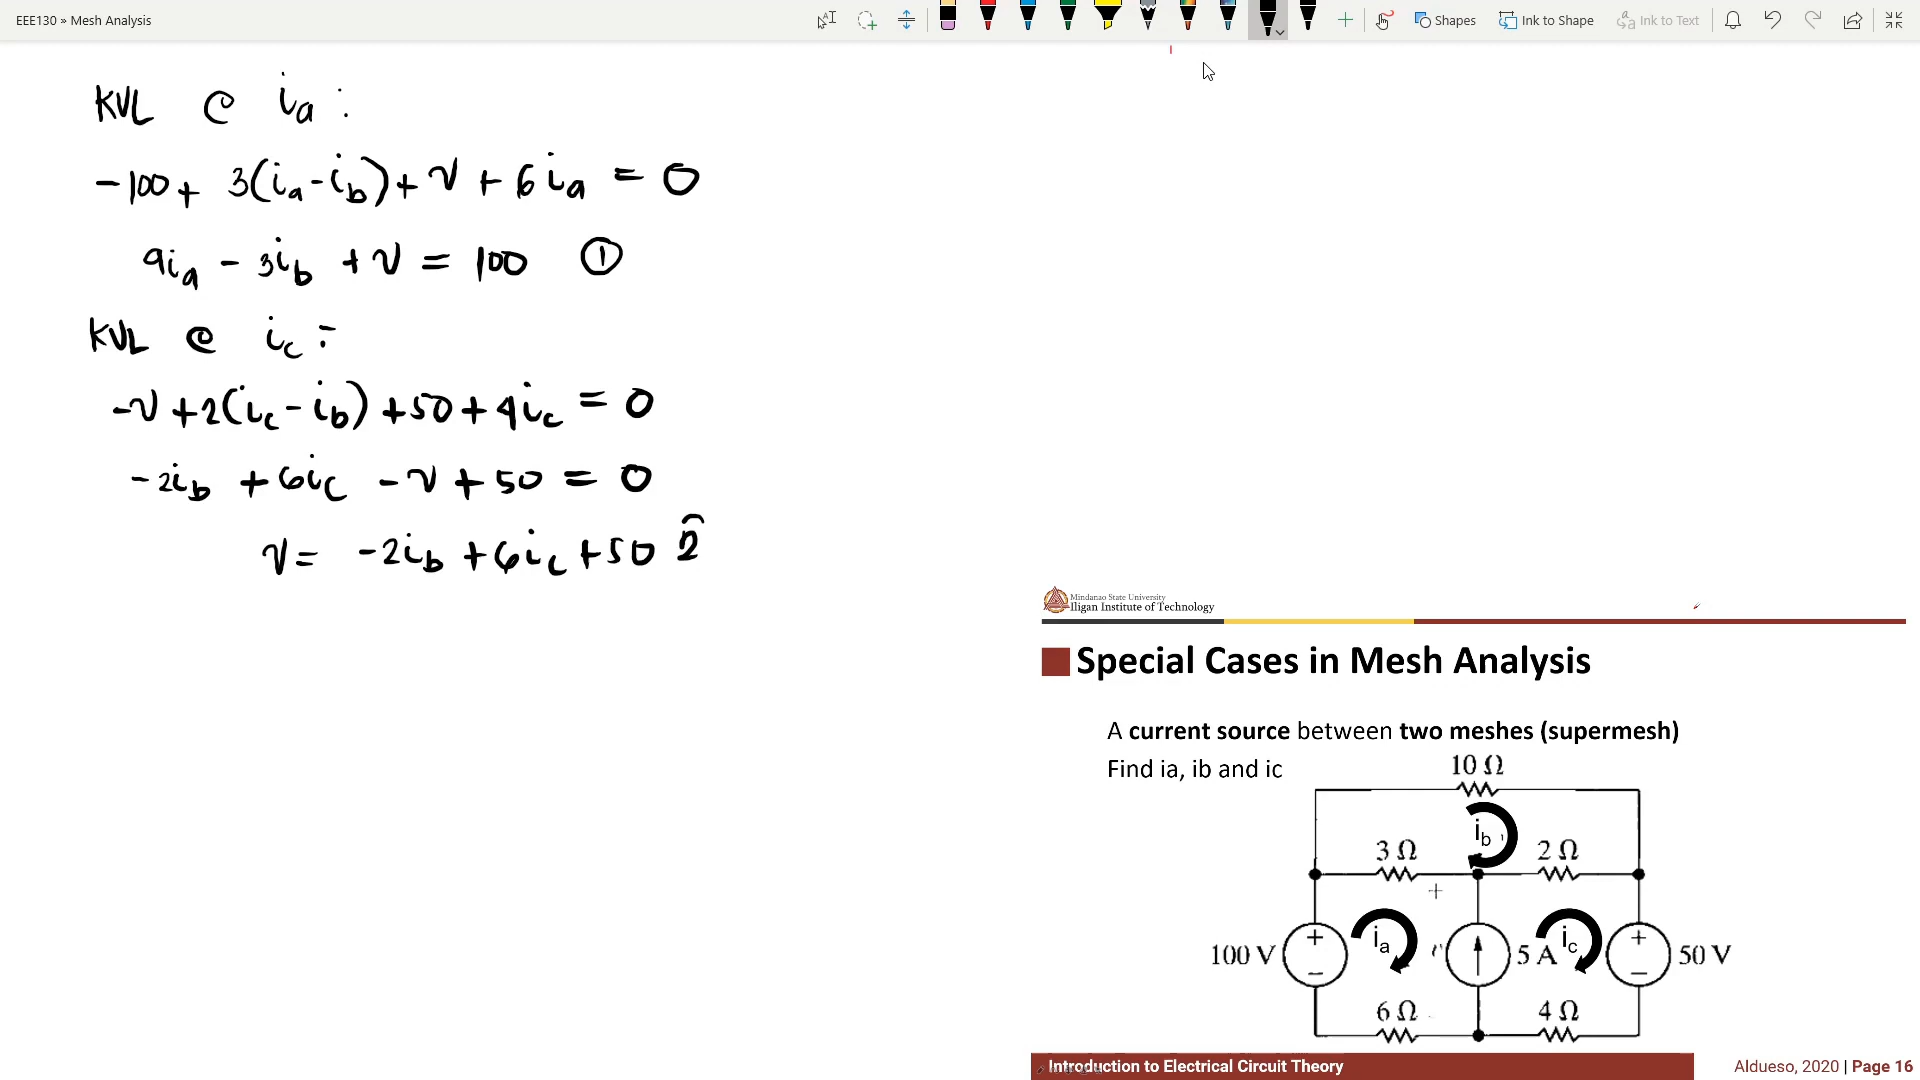 EEE130 » Mesh Analysis
Shapes
Ink to Shape
Ink to Text
KVL @ ia :
-100 + 3(ia - ib) + v + 6ia = 0
9ia - 3ib + v = 100 ①
KVL @ ic :
-v + 2(ic - ib) + 50 + 4ic = 0
-2ib + 6ic - v + 50 = 0
v = -2ib + 6ic + 50 2
Mindanao State University
Iligan Institute of Technology
Special Cases in Mesh Analysis
A current source between two meshes (supermesh)
Find ia, ib and ic
10 Ω
ib
3 Ω
2 Ω
+
100 V
+
−
ia
5 A
ic
+
−
50 V
6 Ω
4 Ω
Introduction to Electrical Circuit Theory
Aldueso, 2020 | Page 16